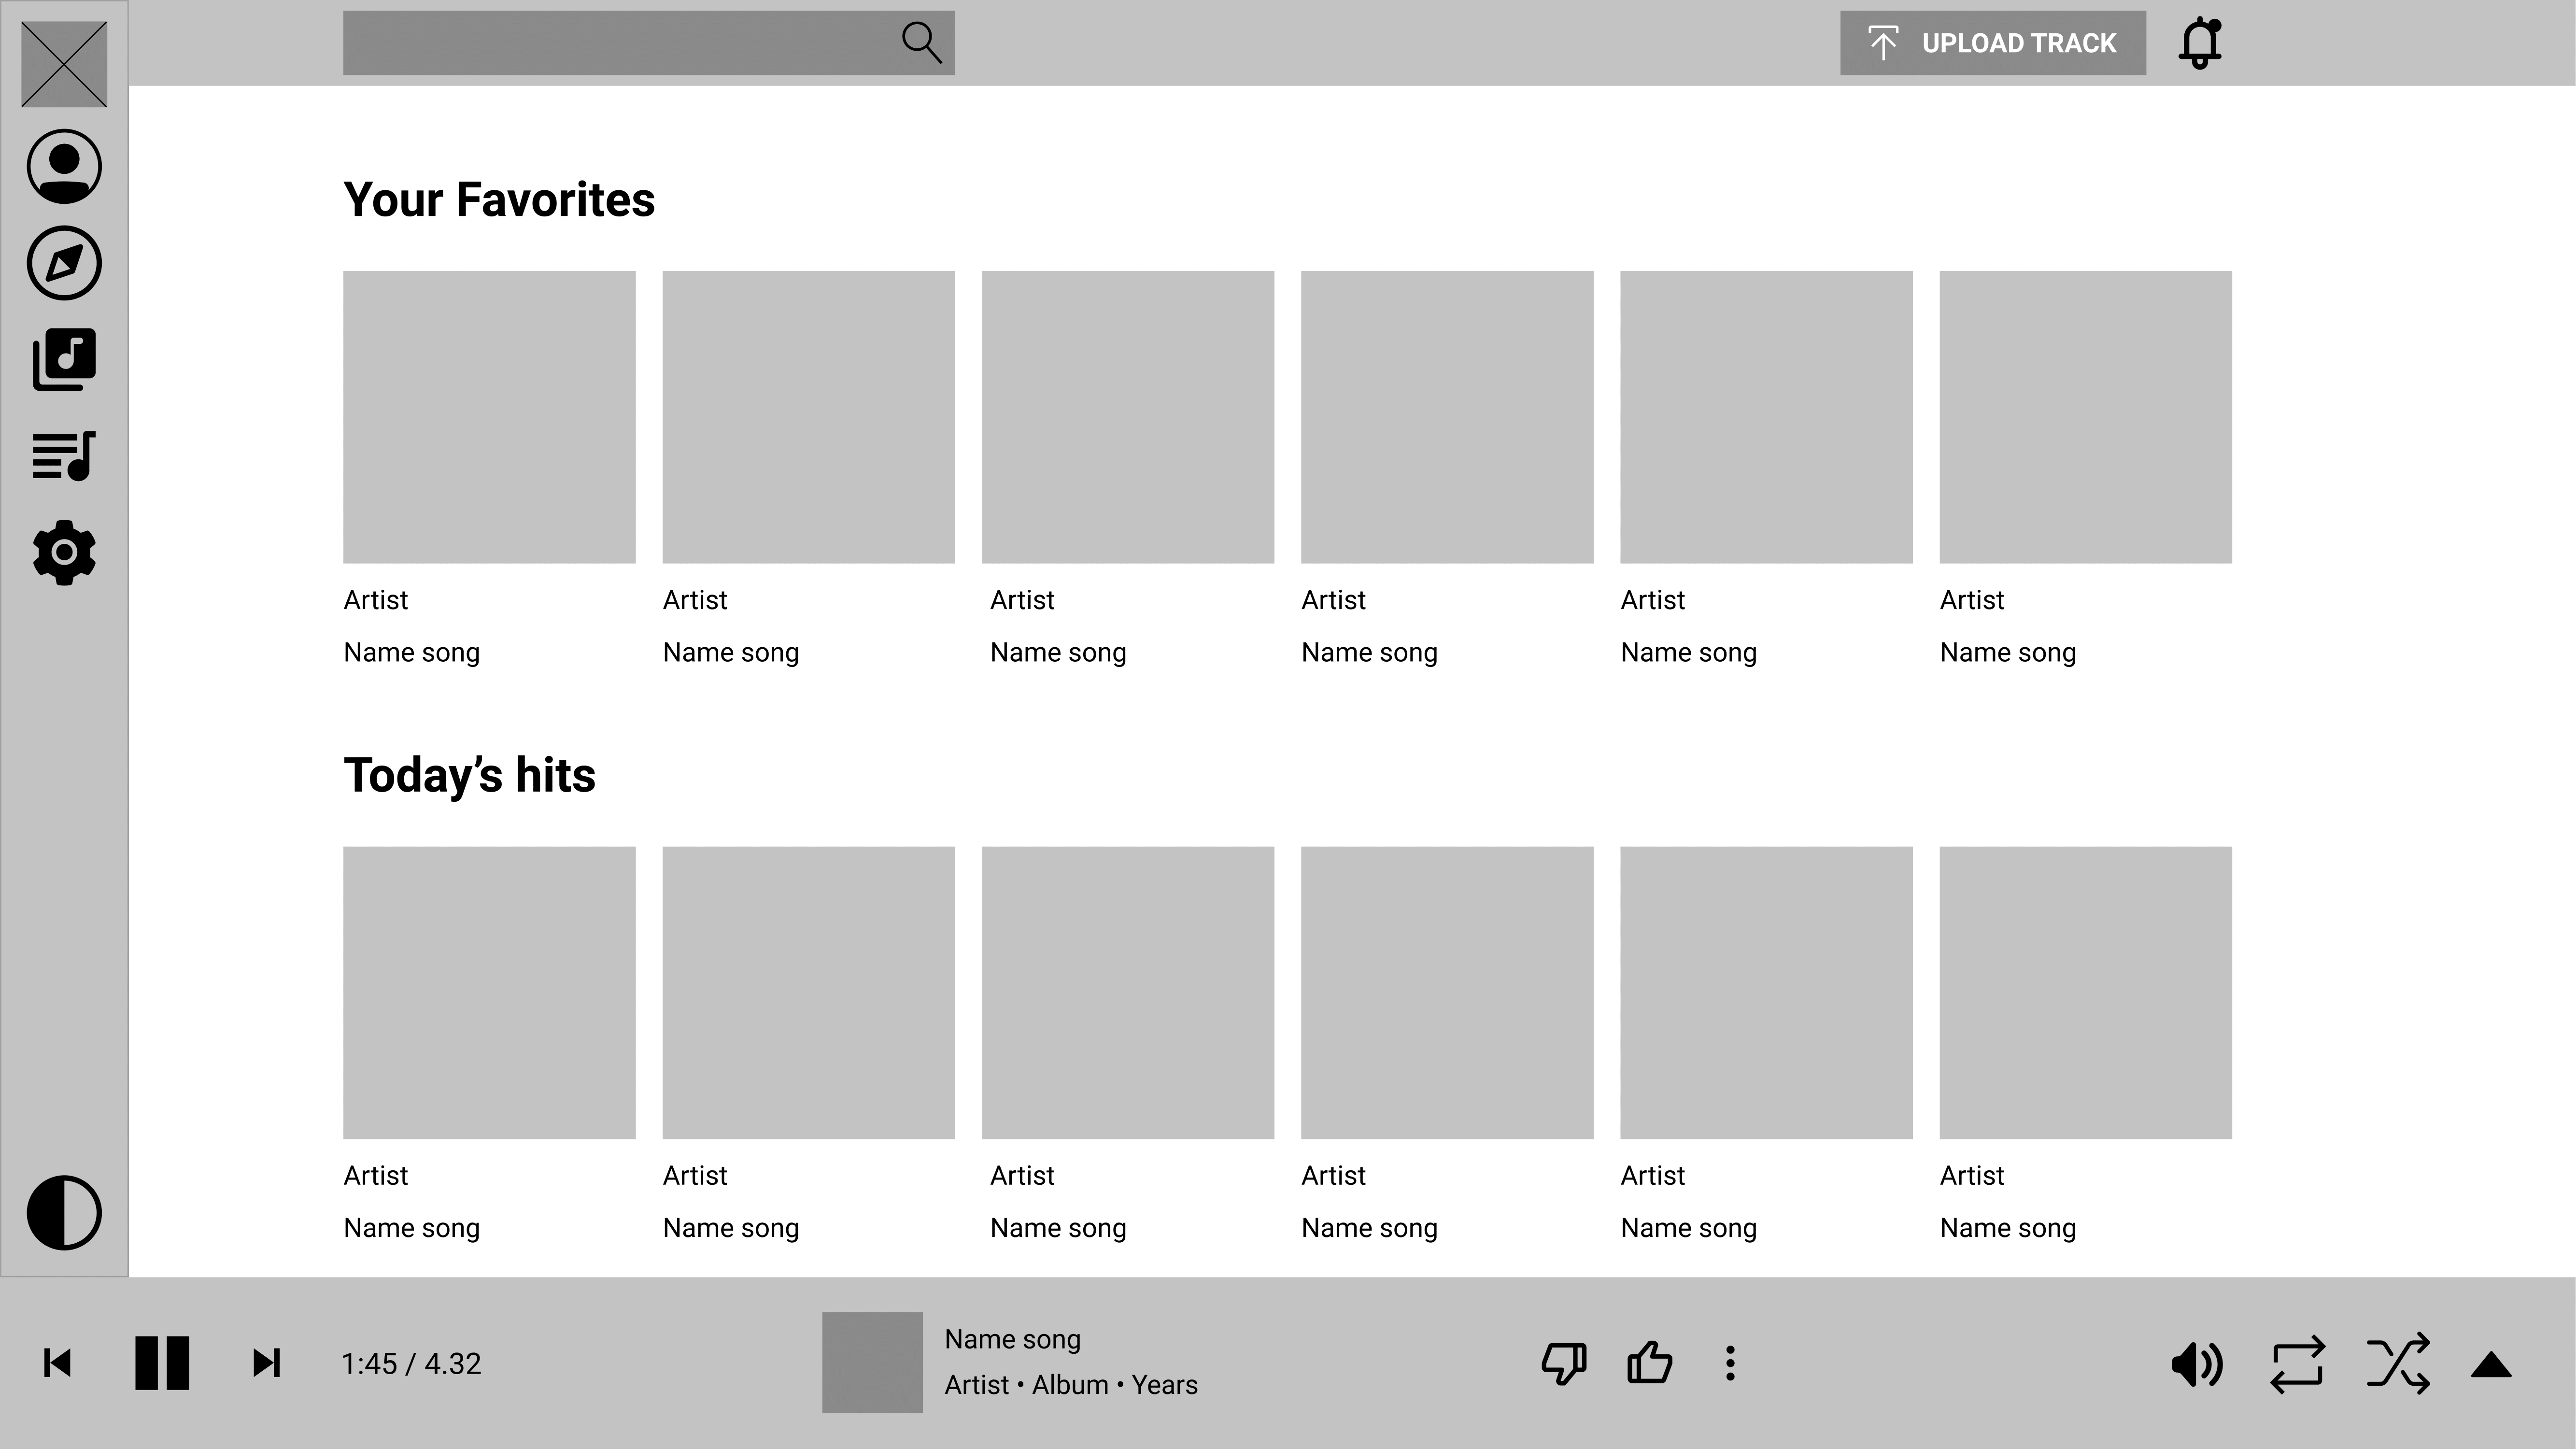 UPLOAD TRACK
Your Favorites
Artist
Name song
Artist
Name song
Artist
Name song
Artist
Name song
Artist
Name song
Artist
Name song
Today’s hits
Artist
Name song
Artist
Name song
Artist
Name song
Artist
Name song
Artist
Name song
Artist
Name song
1:45 / 4.32
Name song
Artist • Album • Years